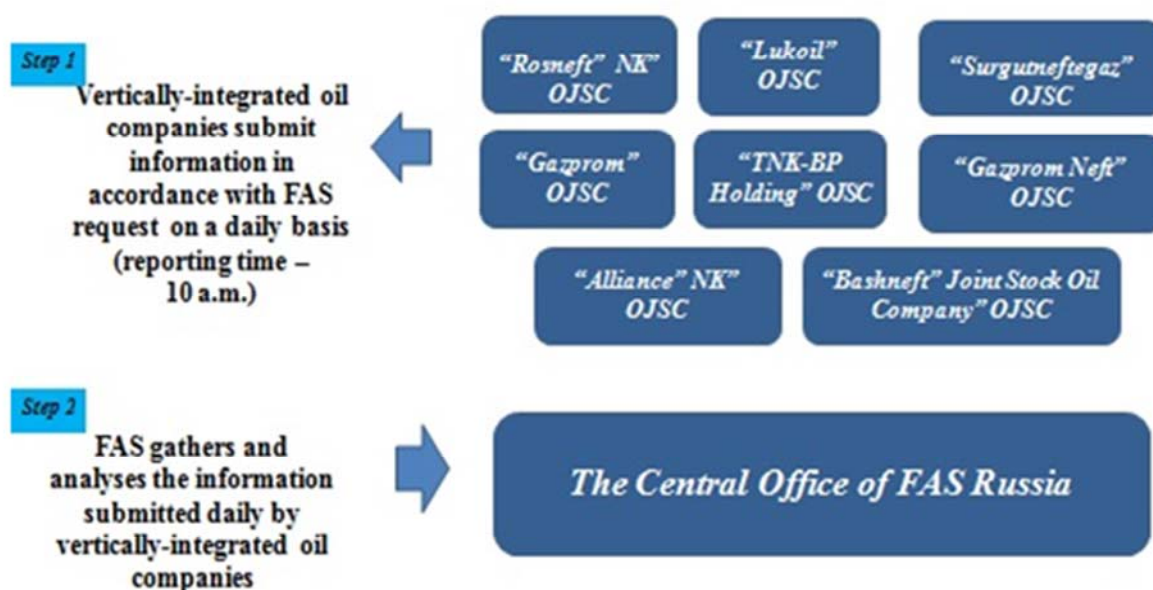 Step 1
Vertically-integrated oil
companies submit
information in
accordance with FAS
request on a daily basis
(reporting time –
10 a.m.)
“Rosneft” NK”
OJSC
“Lukoil”
OJSC
“Surgutneftegaz”
OJSC
“Gazprom”
OJSC
“TNK-BP
Holding” OJSC
“Gazprom Neft”
OJSC
“Alliance” NK”
OJSC
“Bashneft” Joint Stock Oil
Company” OJSC
Step 2
FAS gathers and
analyses the information
submitted daily by
vertically-integrated oil
companies
The Central Office of FAS Russia